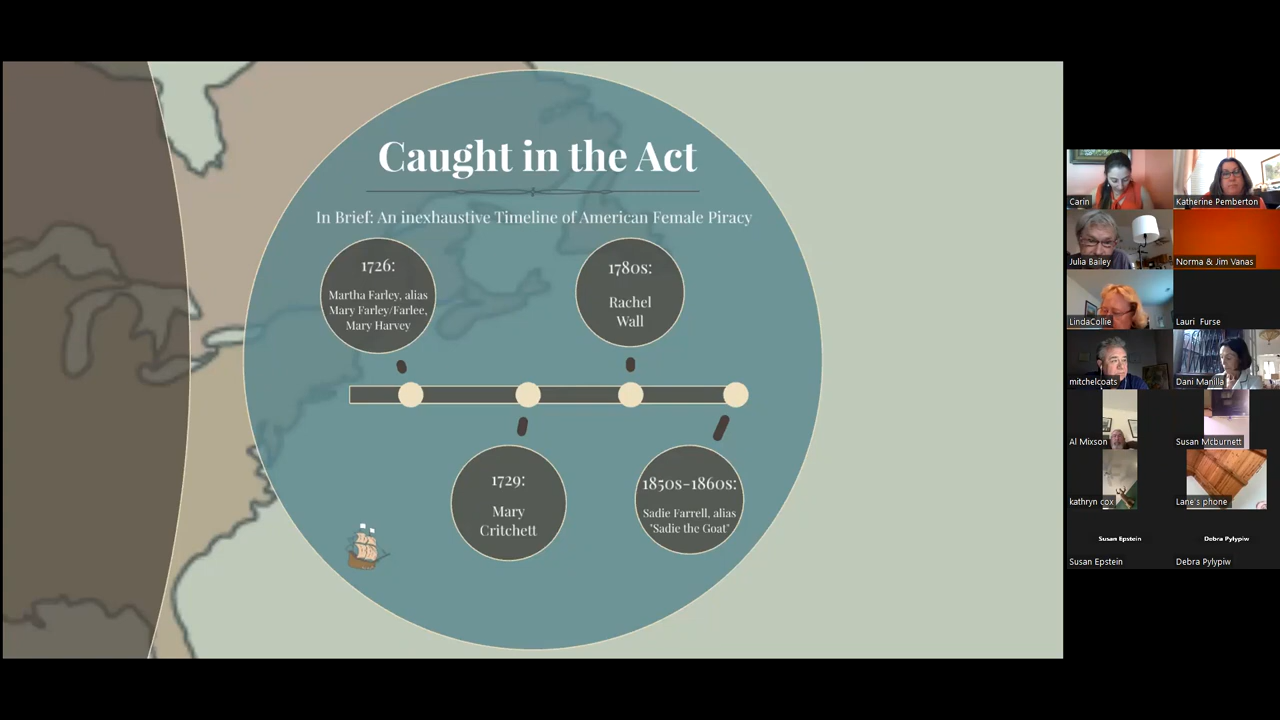 Caught in the Act
In Brief: An inexhaustive Timeline of American Female Piracy
1726:
Martha Farley, alias
Mary Farley/Farlee,
Mary Harvey
1780s:
Rachel
Wall
1729:
Mary
Critchett
1850s-1860s:
Sadie Farrell, alias
"Sadie the Goat"
Carin
Katherine Pemberton
Julia Bailey
Norma & Jim Vanas
LindaCollie
Lauri Furse
mitchelcoats
Dani Manilla
Al Mixson
Susan Mcburnett
kathryn cox
Lane's phone
Susan Epstein
Debra Pylypiw
Susan Epstein
Debra Pylypiw